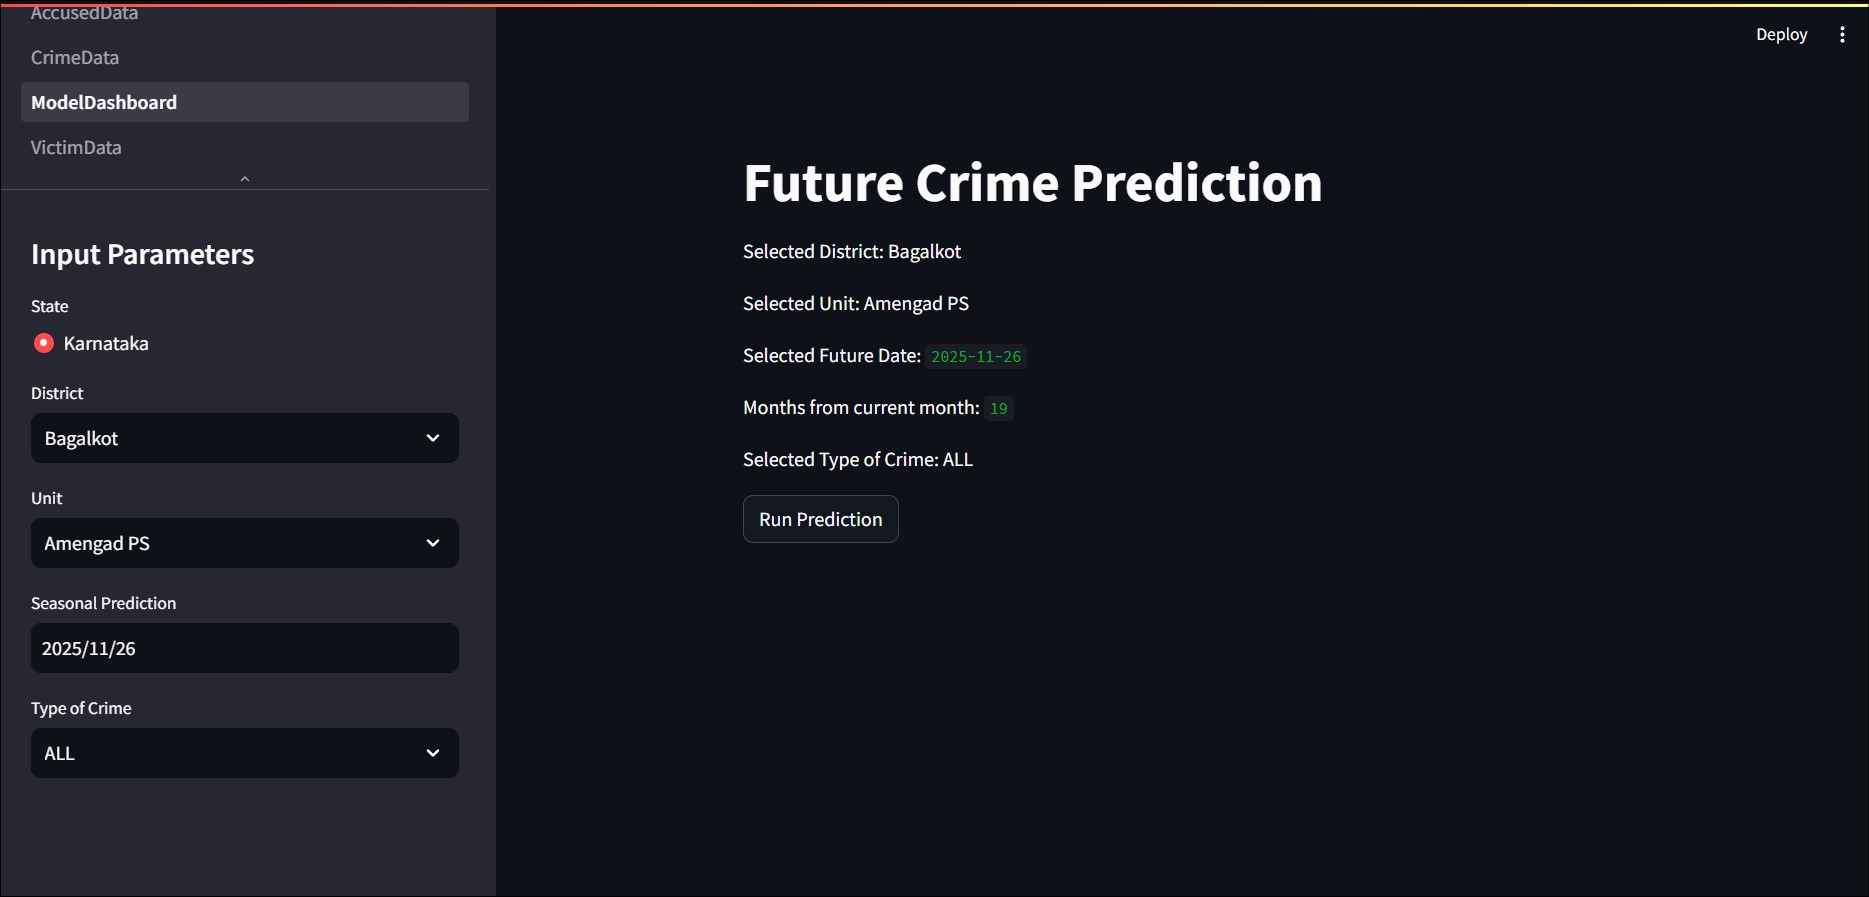 AccusedData
CrimeData
ModelDashboard
VictimData
Input Parameters
State
Karnataka
District
Bagalkot
Unit
Amengad PS
Seasonal Prediction
2025/11/26
Type of Crime
ALL
Deploy
Future Crime Prediction
Selected District: Bagalkot
Selected Unit: Amengad PS
Selected Future Date: 2025-11-26
Months from current month: 19
Selected Type of Crime: ALL
Run Prediction